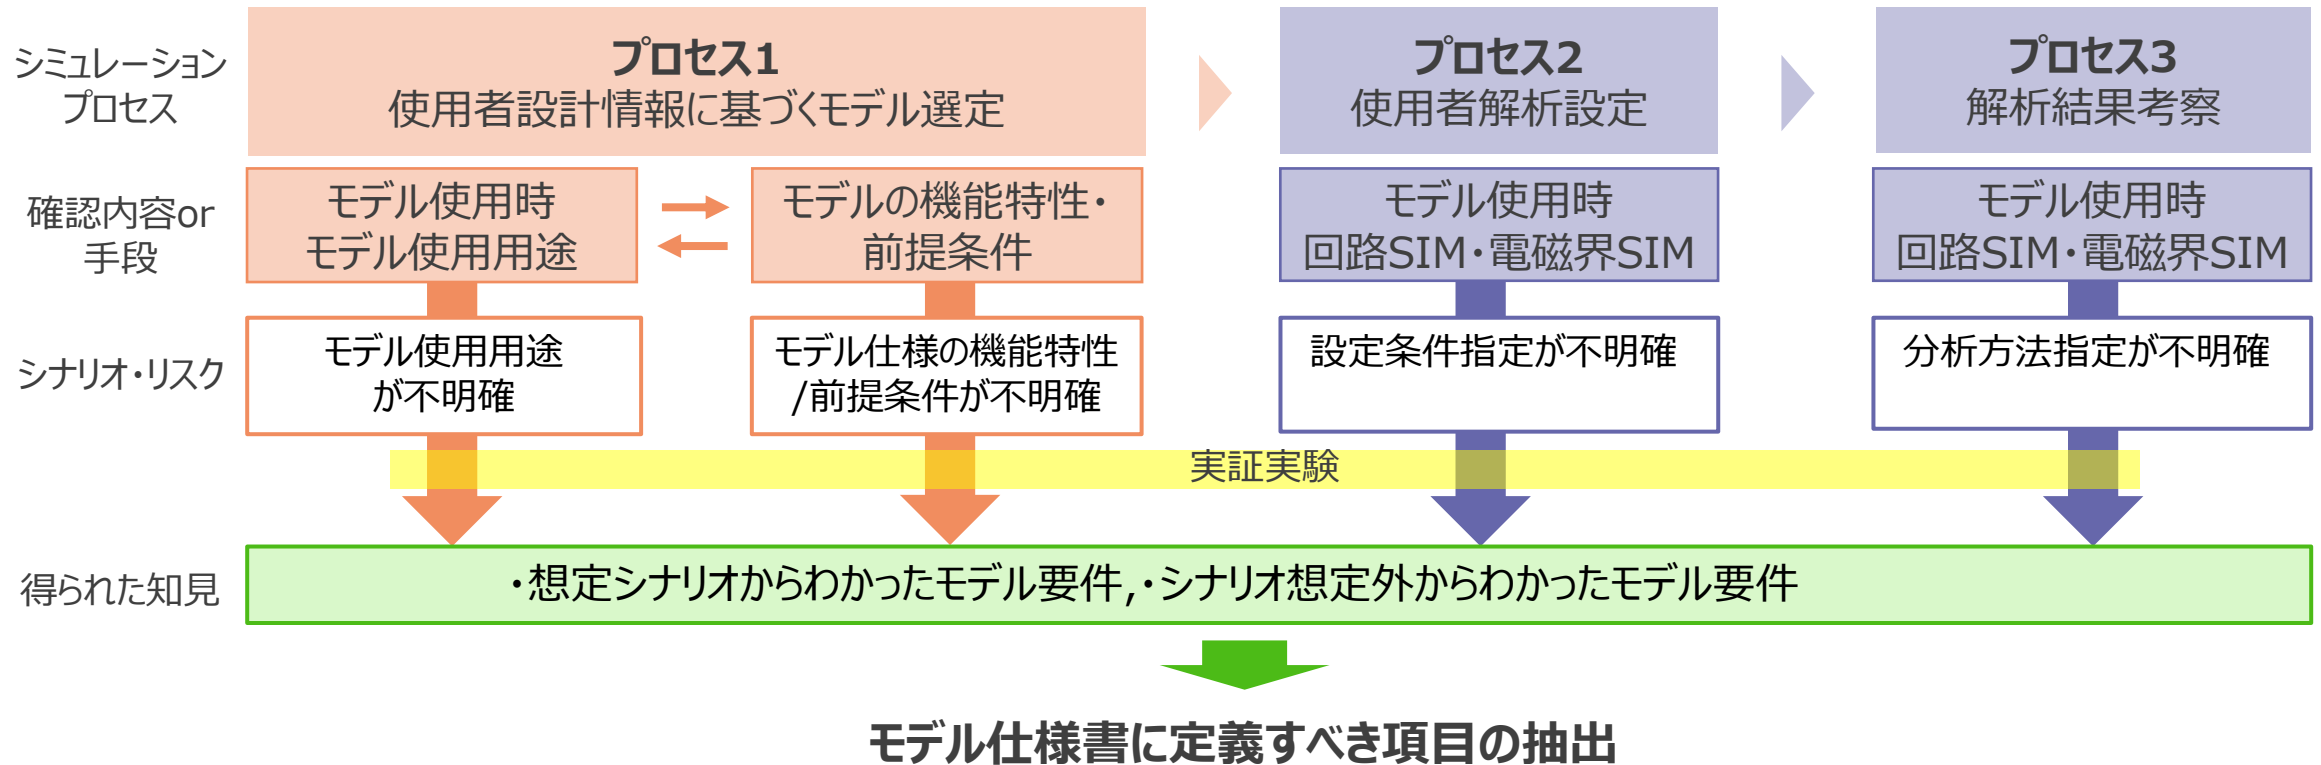 シミュレーション
プロセス
プロセス1
使用者設計情報に基づくモデル選定
プロセス2
使用者解析設定
プロセス3
解析結果考察
確認内容or
手段
モデル使用時
モデル使用用途
モデルの機能特性・
前提条件
モデル使用時
回路SIM・電磁界SIM
モデル使用時
回路SIM・電磁界SIM
シナリオ・リスク
モデル使用用途
が不明確
モデル仕様の機能特性
/前提条件が不明確
設定条件指定が不明確
分析方法指定が不明確
実証実験
得られた知見
・想定シナリオからわかったモデル要件,・シナリオ想定外からわかったモデル要件
モデル仕様書に定義すべき項目の抽出